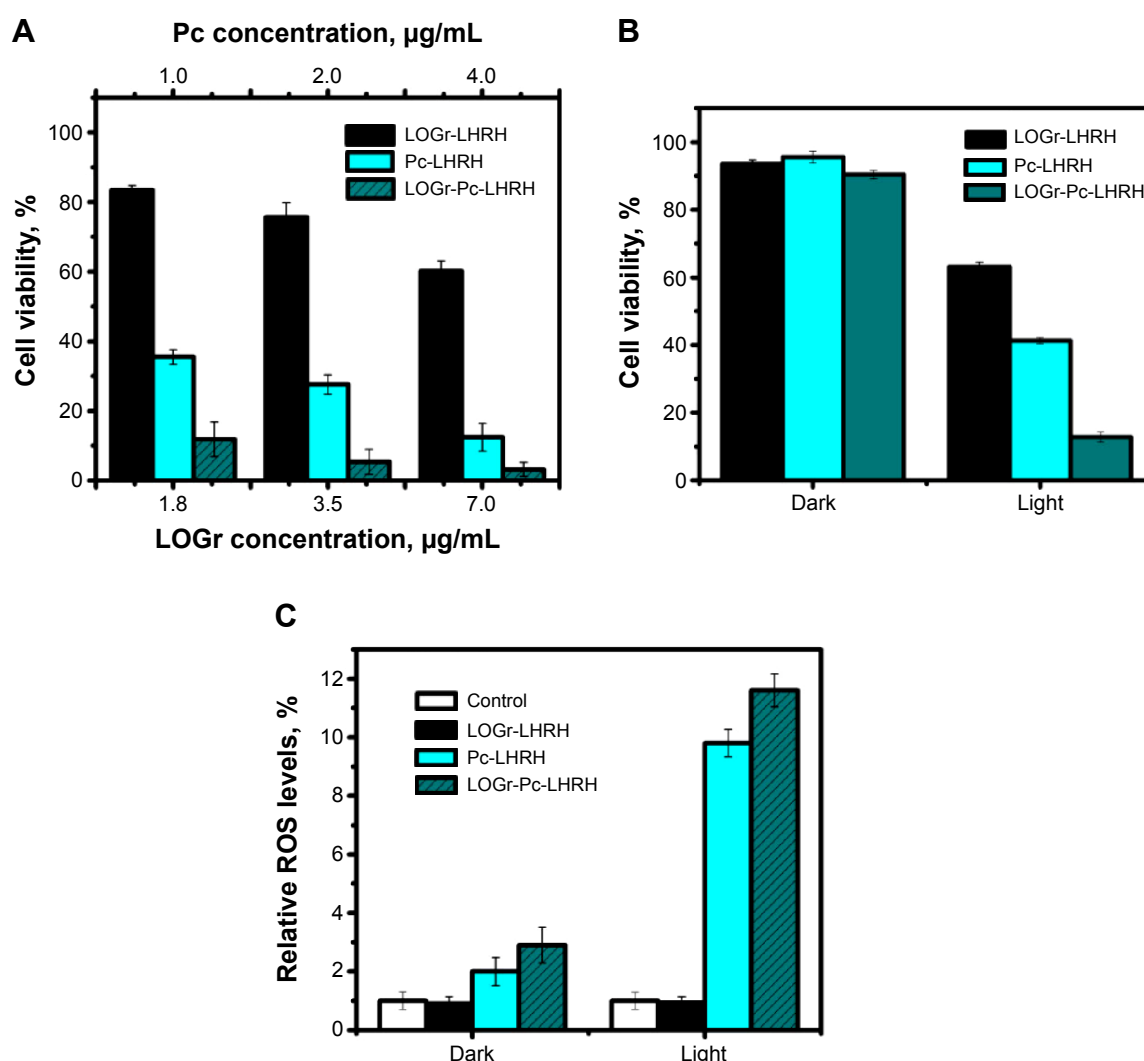 A
Pc concentration, µg/mL
1.0 2.0 4.0
Cell viability, %
100
80
60
40
20
0
LOGr-LHRH
Pc-LHRH
LOGr-Pc-LHRH
1.8 3.5 7.0
LOGr concentration, µg/mL
B
Cell viability, %
100
80
60
40
20
0
LOGr-LHRH
Pc-LHRH
LOGr-Pc-LHRH
Dark Light
C
Relative ROS levels, %
12
10
8
6
4
2
0
Control
LOGr-LHRH
Pc-LHRH
LOGr-Pc-LHRH
Dark Light